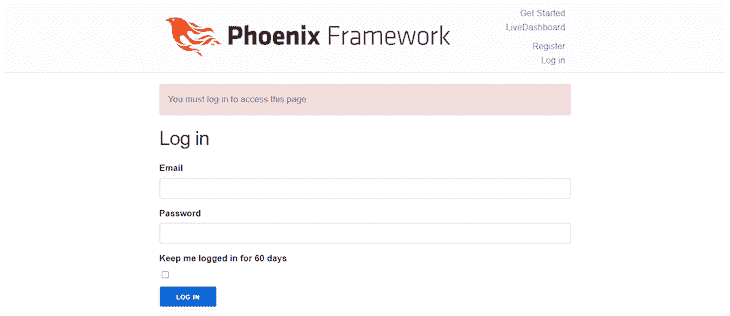 Get Started
LiveDashboard
Phoenix Framework
Register
Log in
You must log in to access this page
Log in
Email
Password
Keep me logged in for 60 days
LOG IN